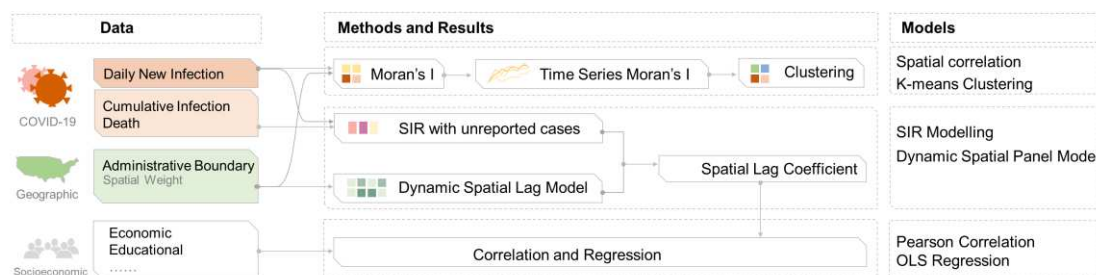 Data
Methods and Results
Models
COVID-19
Daily New Infection
Cumulative Infection
Death
Moran's I
Time Series Moran's I
Clustering
Spatial correlation
K-means Clustering
Geographic
Administrative Boundary
Spatial Weight
SIR with unreported cases
Dynamic Spatial Lag Model
Spatial Lag Coefficient
SIR Modelling
Dynamic Spatial Panel Mode
Socioeconomic
Economic
Educational
......
Correlation and Regression
Pearson Correlation
OLS Regression